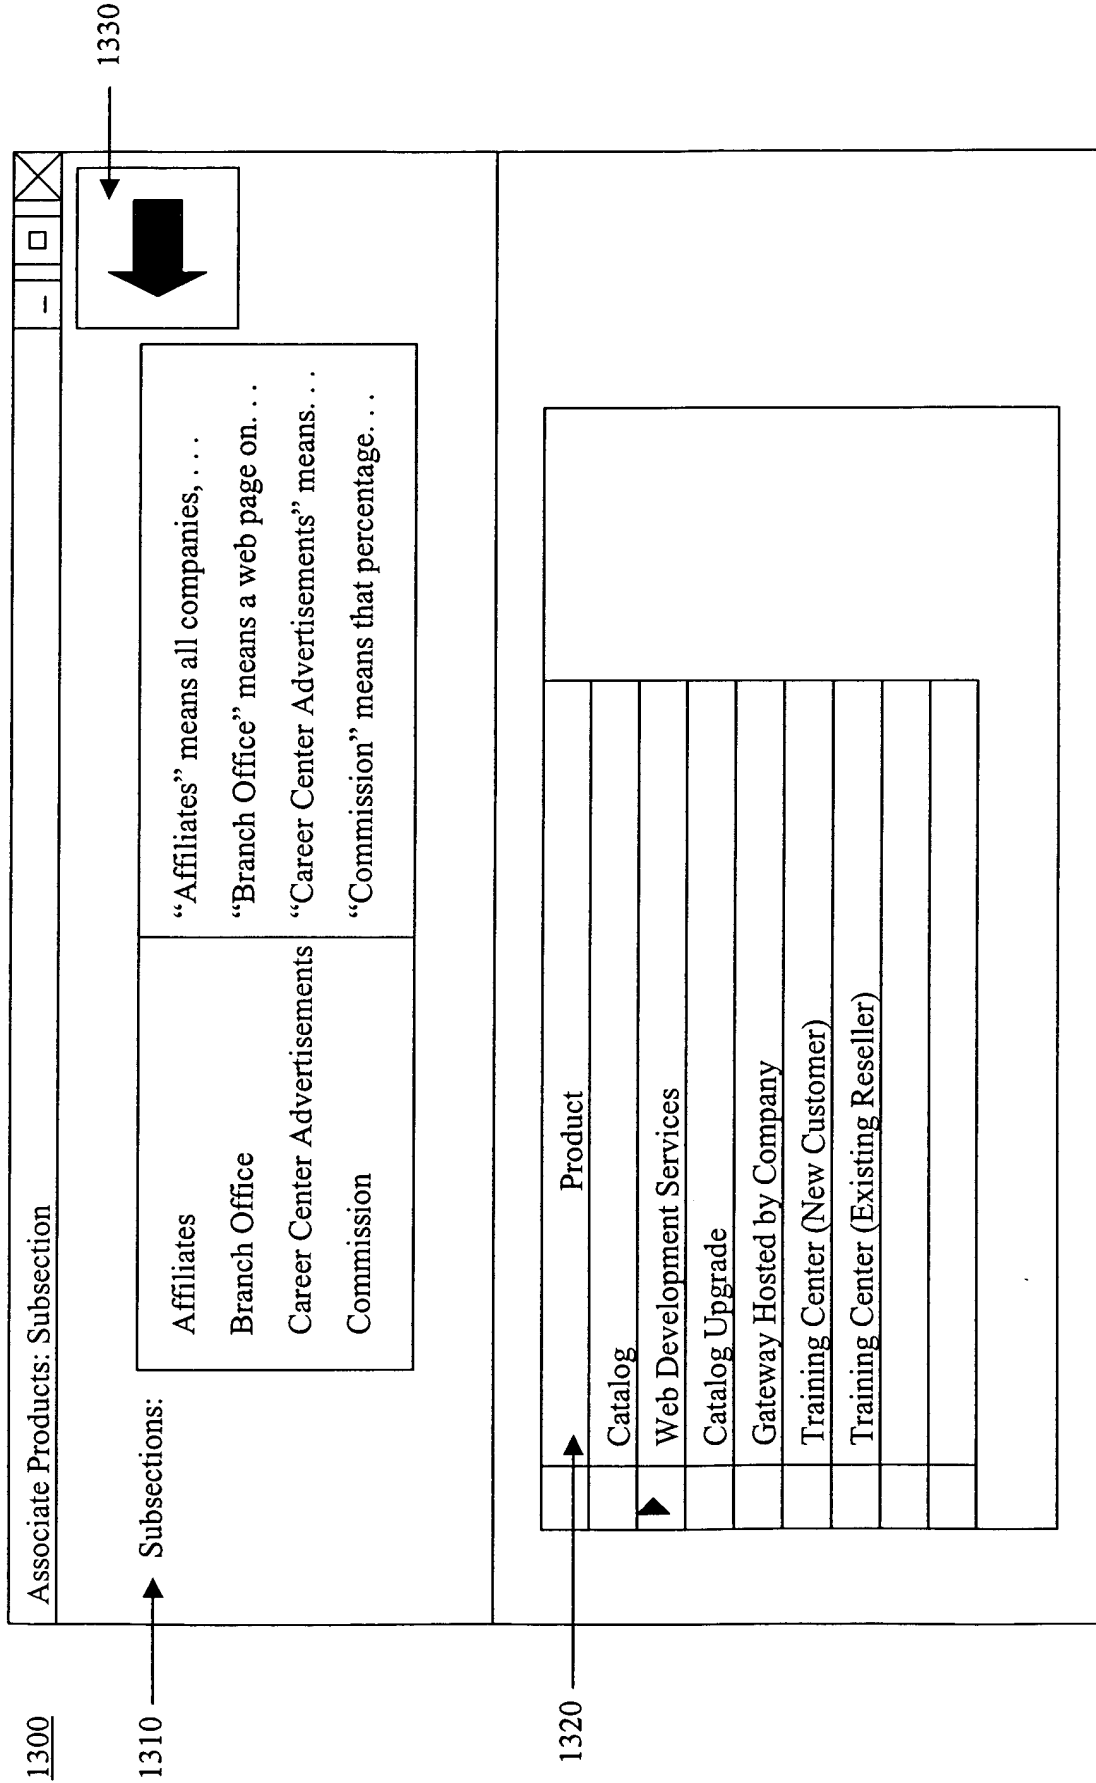 1300
Associate Products: Subsection
1330
1310
Subsections:
Affiliates “Affiliates” means all companies, . . .
Branch Office “Branch Office” means a web page on. . .
Career Center Advertisements “Career Center Advertisements” means. . .
Commission “Commission” means that percentage. . .
1320
Product
Catalog
Web Development Services
Catalog Upgrade
Gateway Hosted by Company
Training Center (New Customer)
Training Center (Existing Reseller)